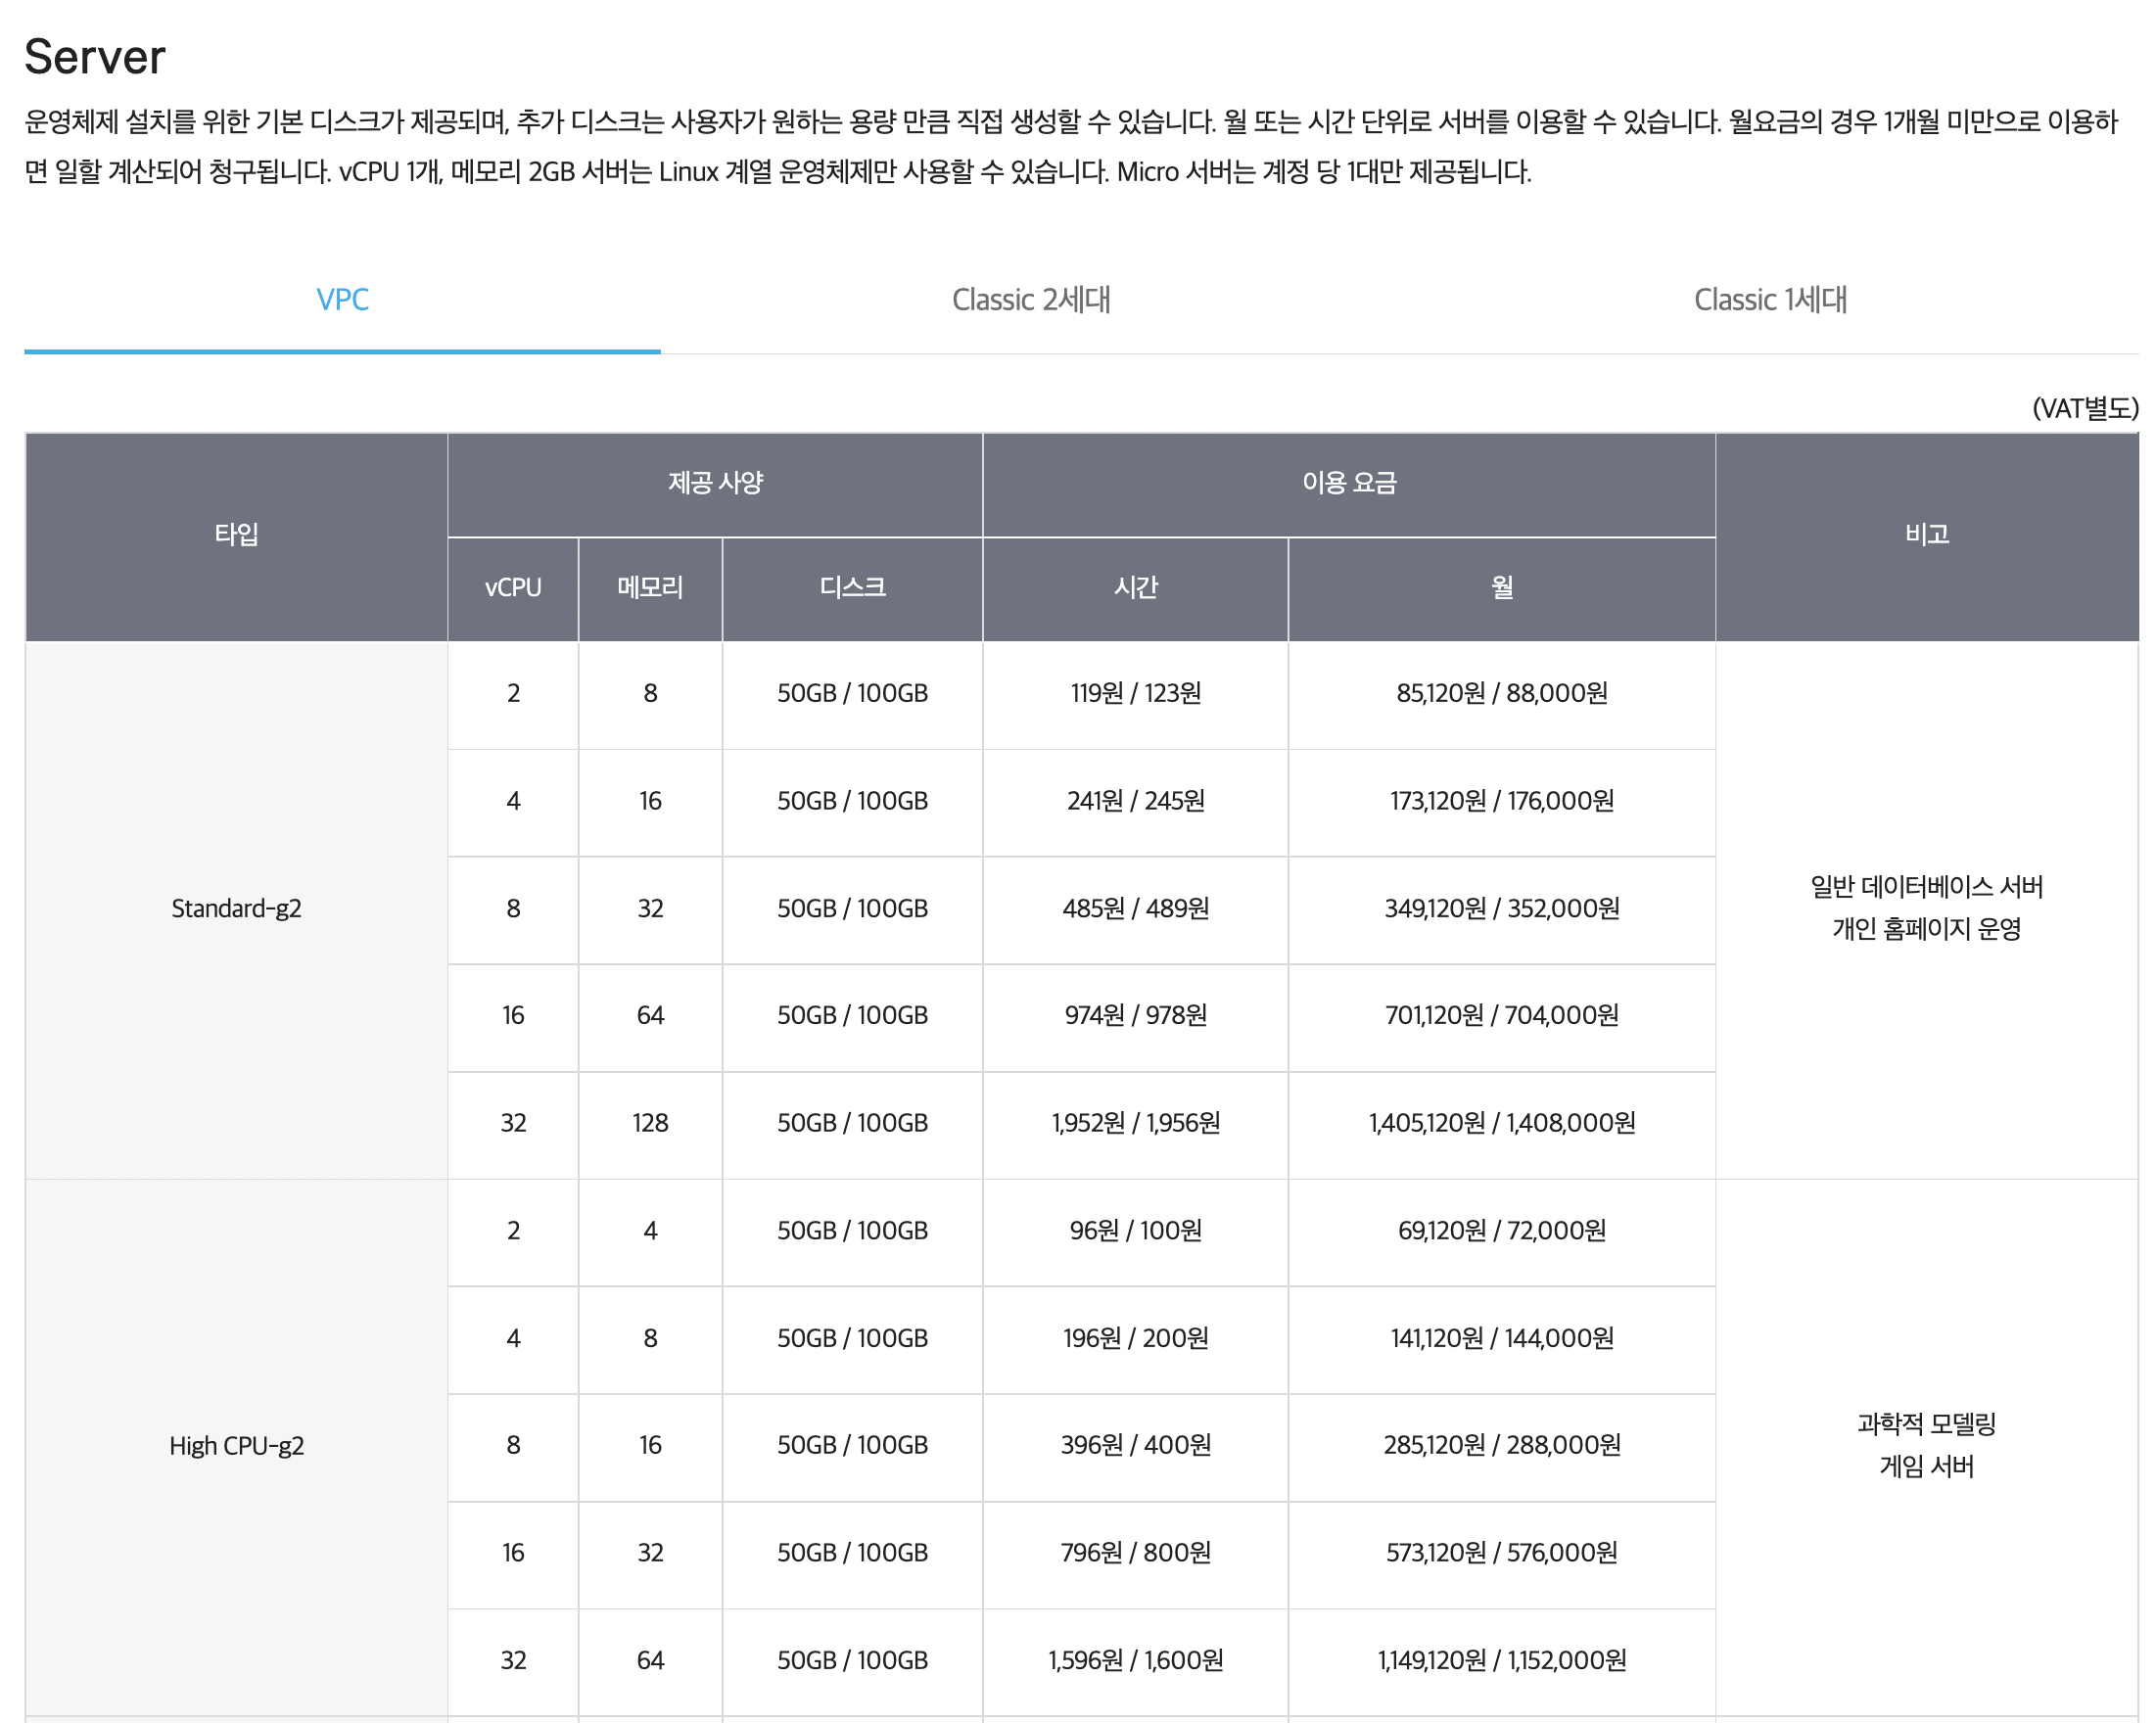 Server
운영체제 설치를 위한 기본 디스크가 제공되며, 추가 디스크는 사용자가 원하는 용량 만큼 직접 생성할 수 있습니다. 월 또는 시간 단위로 서버를 이용할 수 있습니다. 월요금의 경우 1개월 미만으로 이용하
면 일할 계산되어 청구됩니다. vCPU 1개, 메모리 2GB 서버는 Linux 계열 운영체제만 사용할 수 있습니다. Micro 서버는 계정 당 1대만 제공됩니다.
VPC Classic 2세대 Classic 1세대
(VAT별도)
타입 제공 사양 이용 요금 비고
vCPU 메모리 디스크 시간 월
Standard-g2
2 8 50GB / 100GB 119원 / 123원 85,120원 / 88,000원
4 16 50GB / 100GB 241원 / 245원 173,120원 / 176,000원
8 32 50GB / 100GB 485원 / 489원 349,120원 / 352,000원
16 64 50GB / 100GB 974원 / 978원 701,120원 / 704,000원
32 128 50GB / 100GB 1,952원 / 1,956원 1,405,120원 / 1,408,000원
일반 데이터베이스 서버
개인 홈페이지 운영
High CPU-g2
2 4 50GB / 100GB 96원 / 100원 69,120원 / 72,000원
4 8 50GB / 100GB 196원 / 200원 141,120원 / 144,000원
8 16 50GB / 100GB 396원 / 400원 285,120원 / 288,000원
16 32 50GB / 100GB 796원 / 800원 573,120원 / 576,000원
32 64 50GB / 100GB 1,596원 / 1,600원 1,149,120원 / 1,152,000원
과학적 모델링
게임 서버